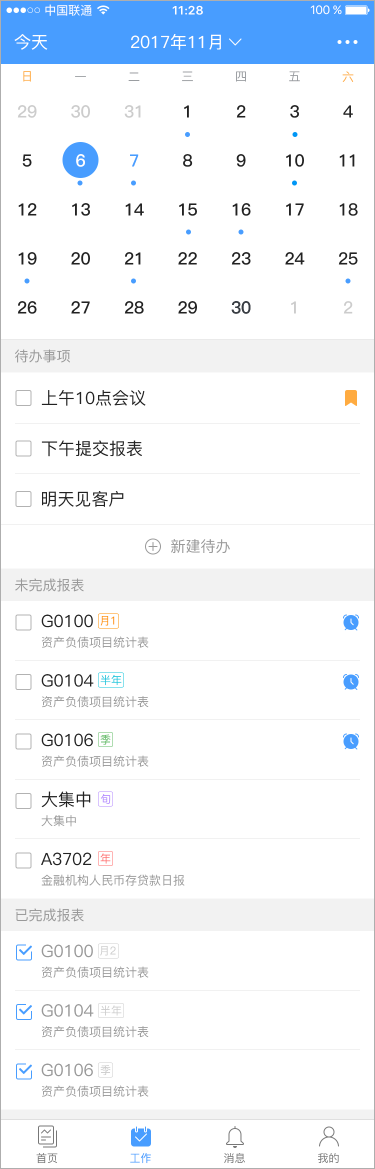 中国联通 11:28 100 %
今天 2017年11月
日 一 二 三 四 五 六
29 30 31 1 2 3 4
5 6 7 8 9 10 11
12 13 14 15 16 17 18
19 20 21 22 23 24 25
26 27 28 29 30 1 2
待办事项
上午10点会议
下午提交报表
明天见客户
新建待办
未完成报表
G0100 月1
资产负债项目统计表
G0104 半年
资产负债项目统计表
G0106 季
资产负债项目统计表
大集中 旬
大集中
A3702 年
金融机构人民币存贷款日报
已完成报表
G0100 月2
资产负债项目统计表
G0104 半年
资产负债项目统计表
G0106 季
资产负债项目统计表
首页 工作 消息 我的